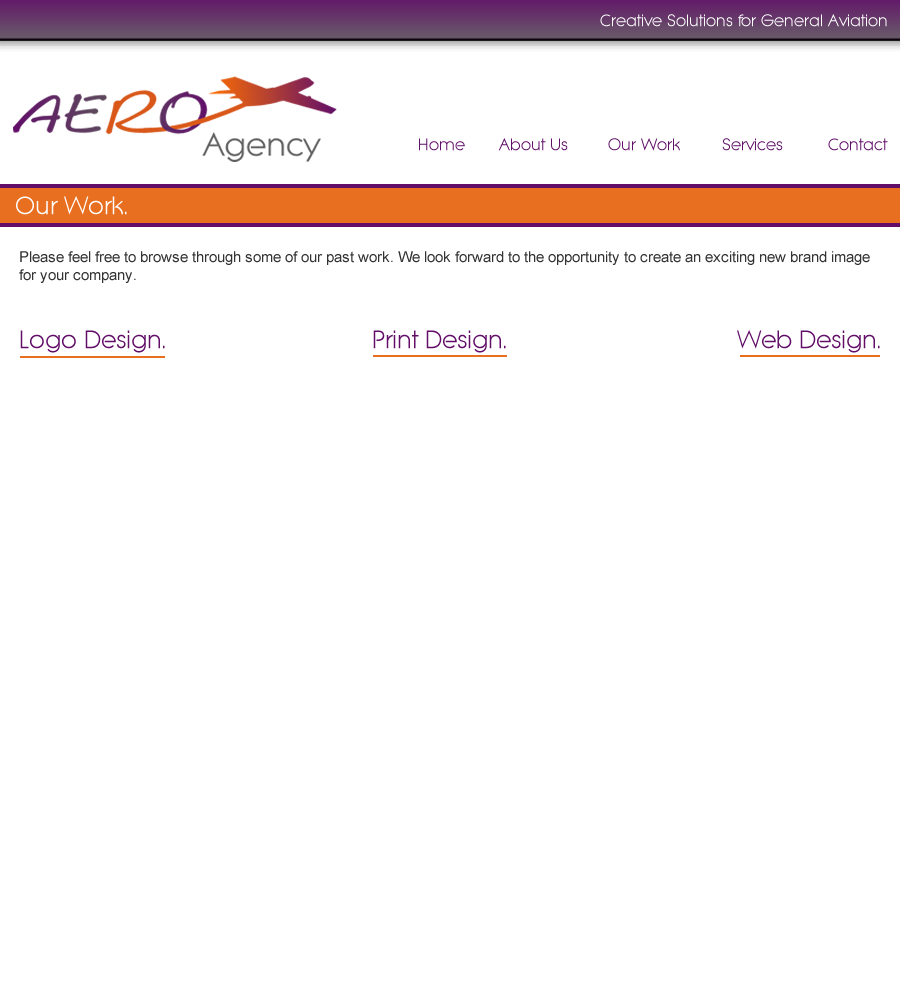 Creative Solutions for General Aviation
AERO
Agency
Home About Us Our Work Services Contact
Our Work.
Please feel free to browse through some of our past work. We look forward to the opportunity to create an exciting new brand image
for your company.
Logo Design. Print Design. Web Design.